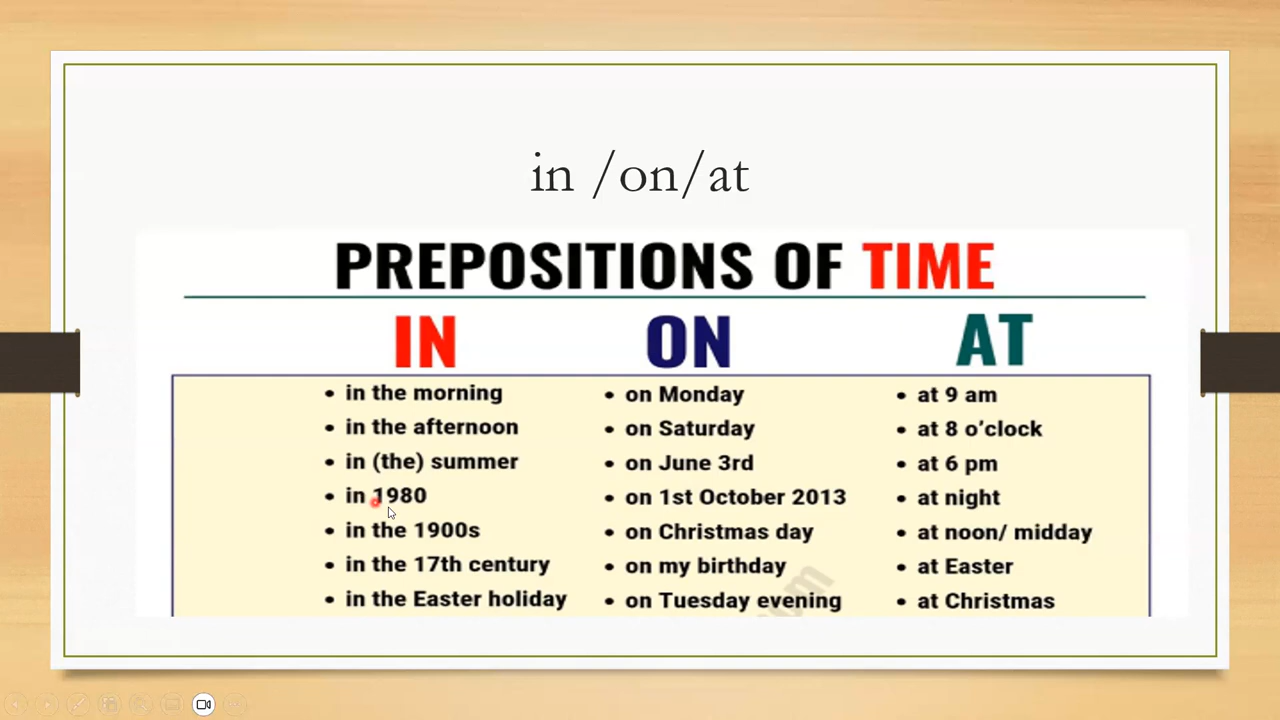 in /on/at
PREPOSITIONS OF TIME
IN
• in the morning
• in the afternoon
• in (the) summer
• in 1980
• in the 1900s
• in the 17th century
• in the Easter holiday
ON
• on Monday
• on Saturday
• on June 3rd
• on 1st October 2013
• on Christmas day
• on my birthday
• on Tuesday evening
AT
• at 9 am
• at 8 o’clock
• at 6 pm
• at night
• at noon/ midday
• at Easter
• at Christmas